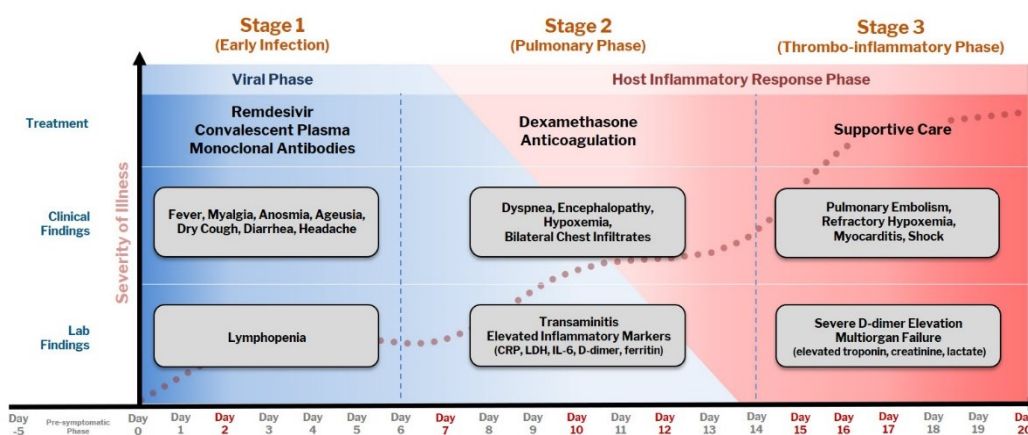 Stage 1
(Early Infection)
Stage 2
(Pulmonary Phase)
Stage 3
(Thrombo-inflammatory Phase)
Viral Phase
Host Inflammatory Response Phase
Treatment
Remdesivir
Convalescent Plasma
Monoclonal Antibodies
Dexamethasone
Anticoagulation
Supportive Care
Severity of Illness
Clinical
Findings
Fever, Myalgia, Anosmia, Ageusia,
Dry Cough, Diarrhea, Headache
Dyspnea, Encephalopathy,
Hypoxemia,
Bilateral Chest Infiltrates
Pulmonary Embolism,
Refractory Hypoxemia,
Myocarditis, Shock
Lab
Findings
Lymphopenia
Transaminitis
Elevated Inflammatory Markers
(CRP, LDH, IL-6, D-dimer, ferritin)
Severe D-dimer Elevation
Multiorgan Failure
(elevated troponin, creatinine, lactate)
Day
-5
Pre-symptomatic
Phase
Day
0
Day
1
Day
2
Day
3
Day
4
Day
5
Day
6
Day
7
Day
8
Day
9
Day
10
Day
11
Day
12
Day
13
Day
14
Day
15
Day
16
Day
17
Day
18
Day
19
Day
20